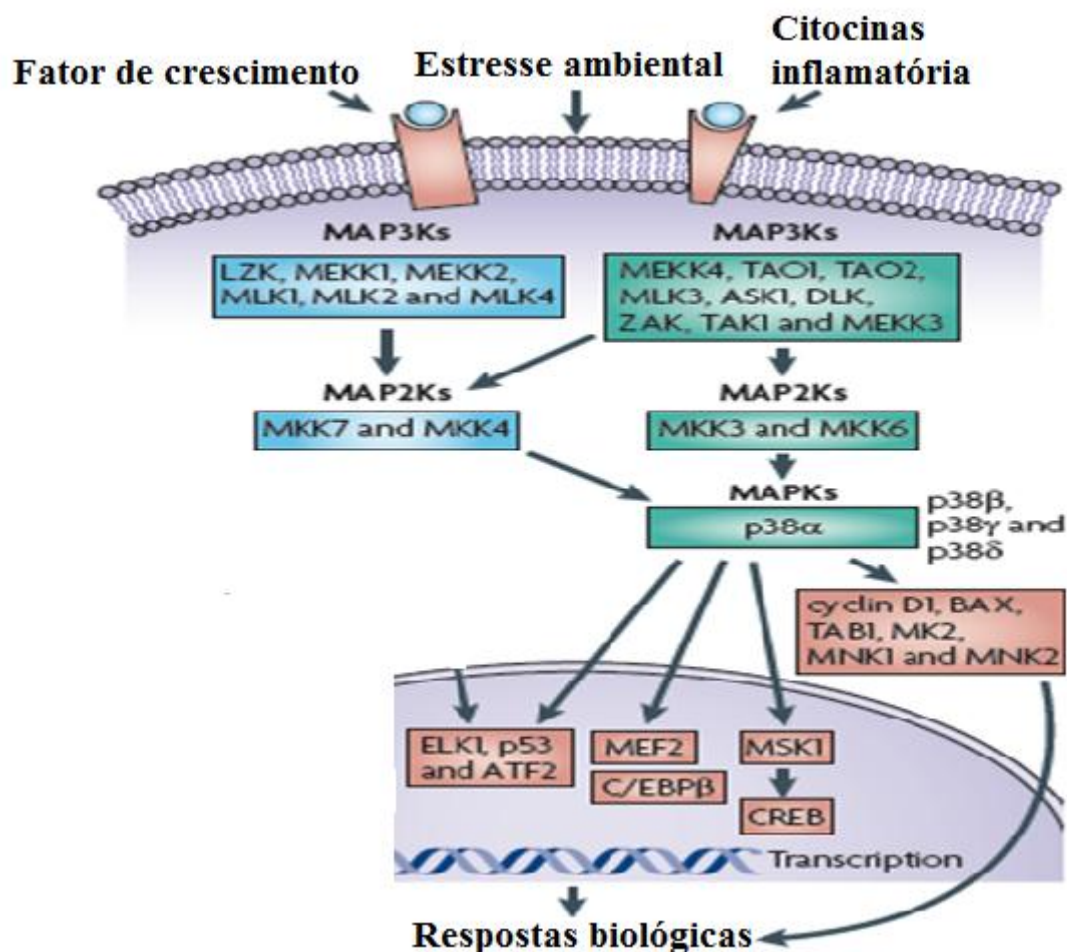 Fator de crescimento
Estresse ambiental
Citocinas
inflamatória
MAP3Ks
LZK, MEKK1, MEKK2,
MLK1, MLK2 and MLK4
MAP3Ks
MEKK4, TAO1, TAO2,
MLK3, ASK1, DLK,
ZAK, TAK1 and MEKK3
MAP2Ks
MKK7 and MKK4
MAP2Ks
MKK3 and MKK6
MAPKs
p38α
p38β,
p38γ and
p38δ
cyclin D1, BAX,
TAB1, MK2,
MNK1 and MNK2
ELK1, p53
and ATF2
MEF2
C/EBPβ
MSK1
CREB
Transcription
Respostas biológicas